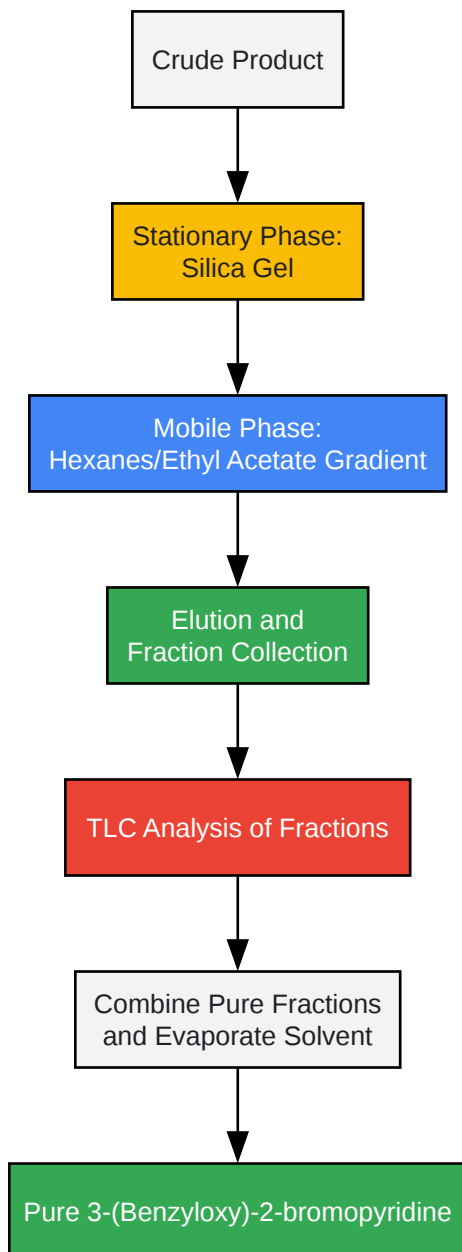 Crude Product
Stationary Phase:
Silica Gel
Mobile Phase:
Hexanes/Ethyl Acetate Gradient
Elution and
Fraction Collection
TLC Analysis of Fractions
Combine Pure Fractions
and Evaporate Solvent
Pure 3-(Benzyloxy)-2-bromopyridine